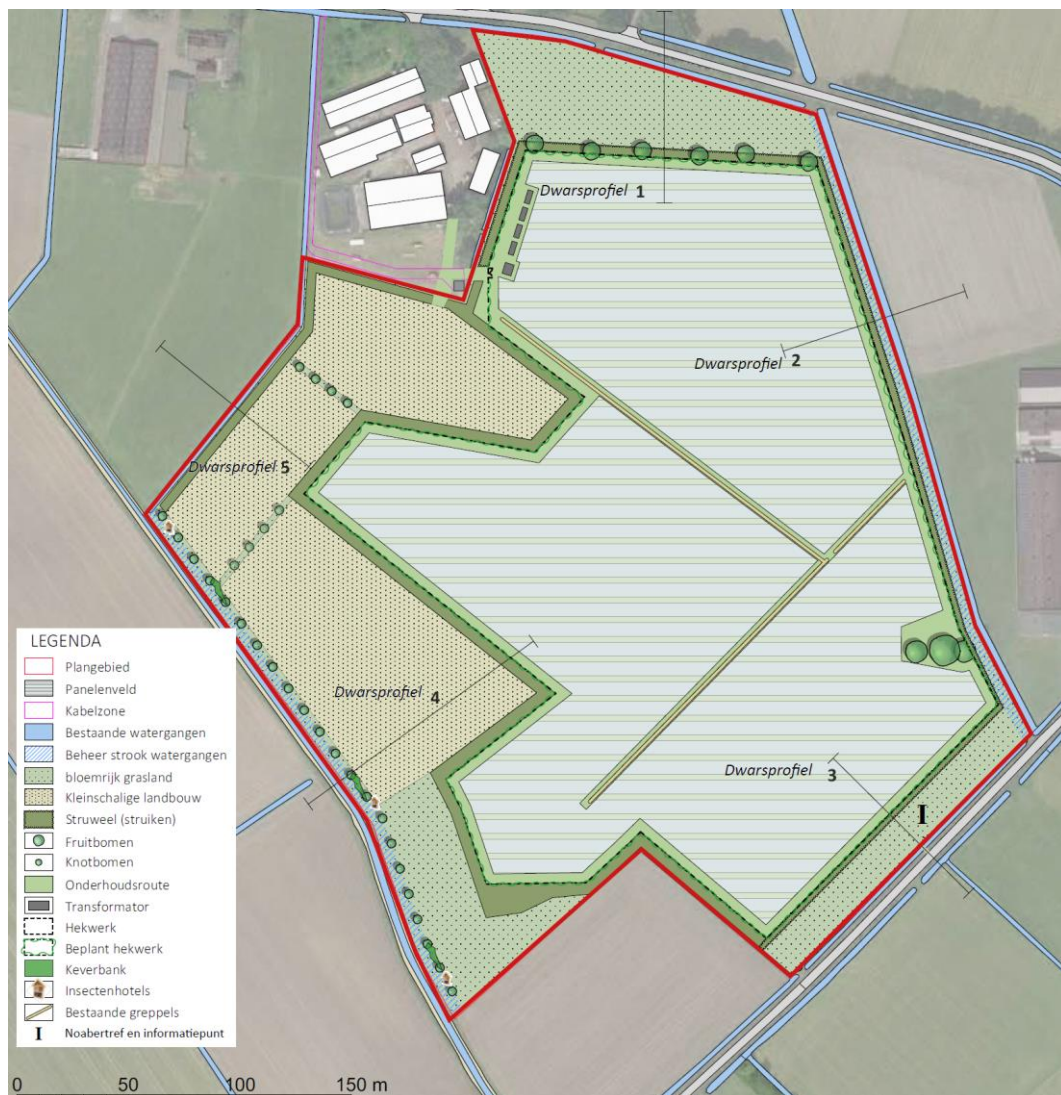 Dwarsprofiel 1
Dwarsprofiel 2
Dwarsprofiel 5
Dwarsprofiel 4
Dwarsprofiel 3
I
LEGENDA
Plangebied
Panelenveld
Kabelzone
Bestaande watergangen
Beheer strook watergangen
bloemrijk grasland
Kleinschalige landbouw
Struweel (struiken)
Fruitbomen
Knotbomen
Onderhoudsroute
Transformator
Hekwerk
Beplant hekwerk
Keverbank
Insectenhotels
Bestaande greppels
I Noabertref en informatiepunt
0 50 100 150 m